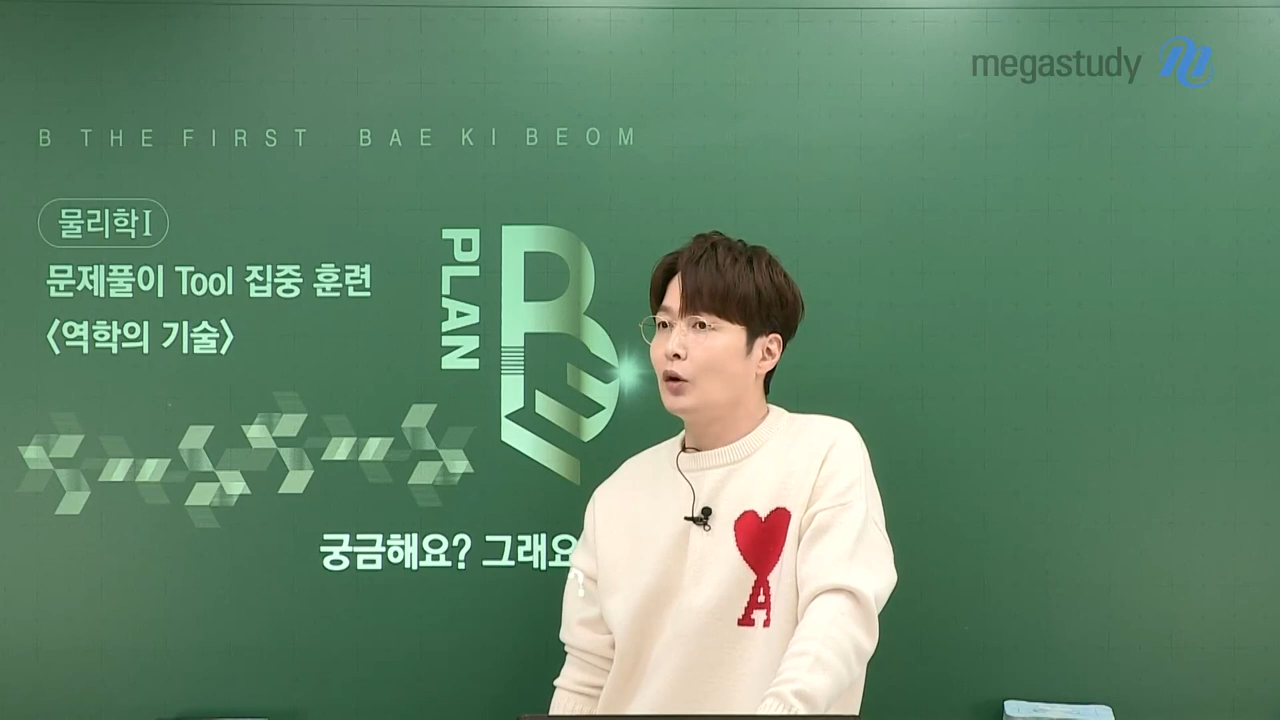 megastudy
B THE FIRST BAE KI BEOM
물리학 I
문제풀이 Tool 집중 훈련
<역학의 기술>
PLAN
B
궁금해요? 그래요?
A